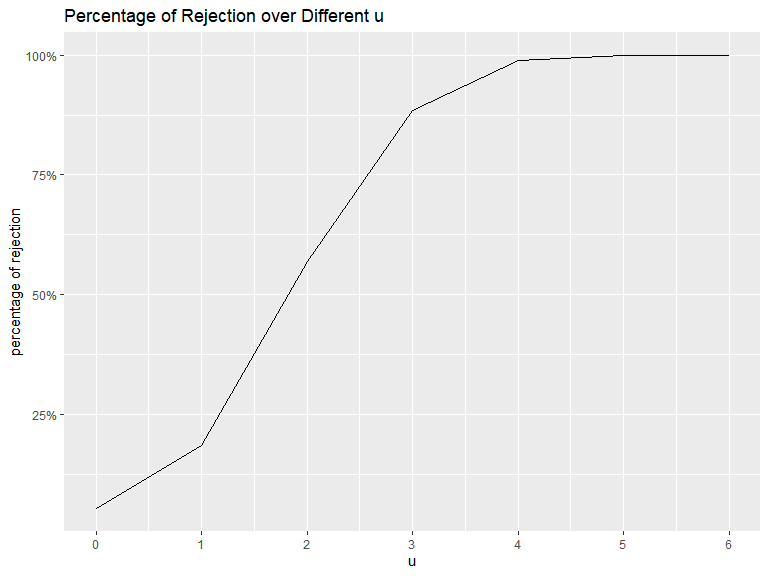 Percentage of Rejection over Different u
percentage of rejection
100%
75%
50%
25%
0 1 2 3 4 5 6
u